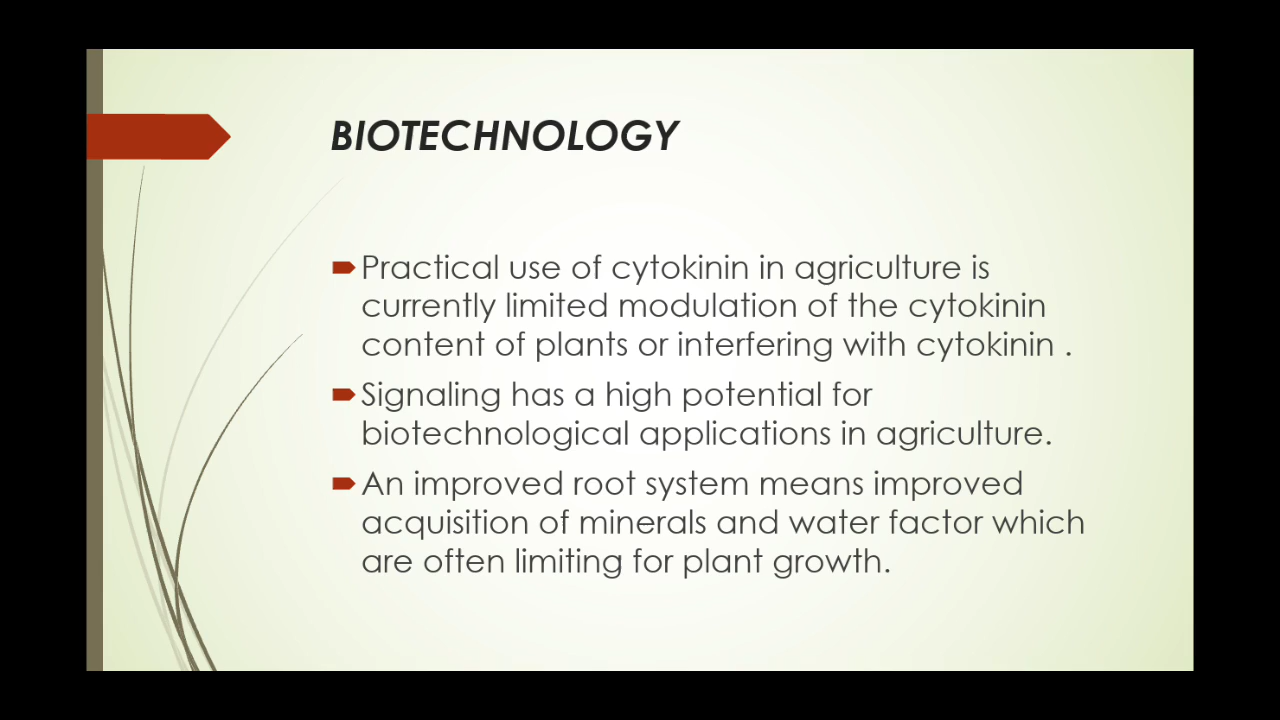 BIOTECHNOLOGY
Practical use of cytokinin in agriculture is
currently limited modulation of the cytokinin
content of plants or interfering with cytokinin .
Signaling has a high potential for
biotechnological applications in agriculture.
An improved root system means improved
acquisition of minerals and water factor which
are often limiting for plant growth.